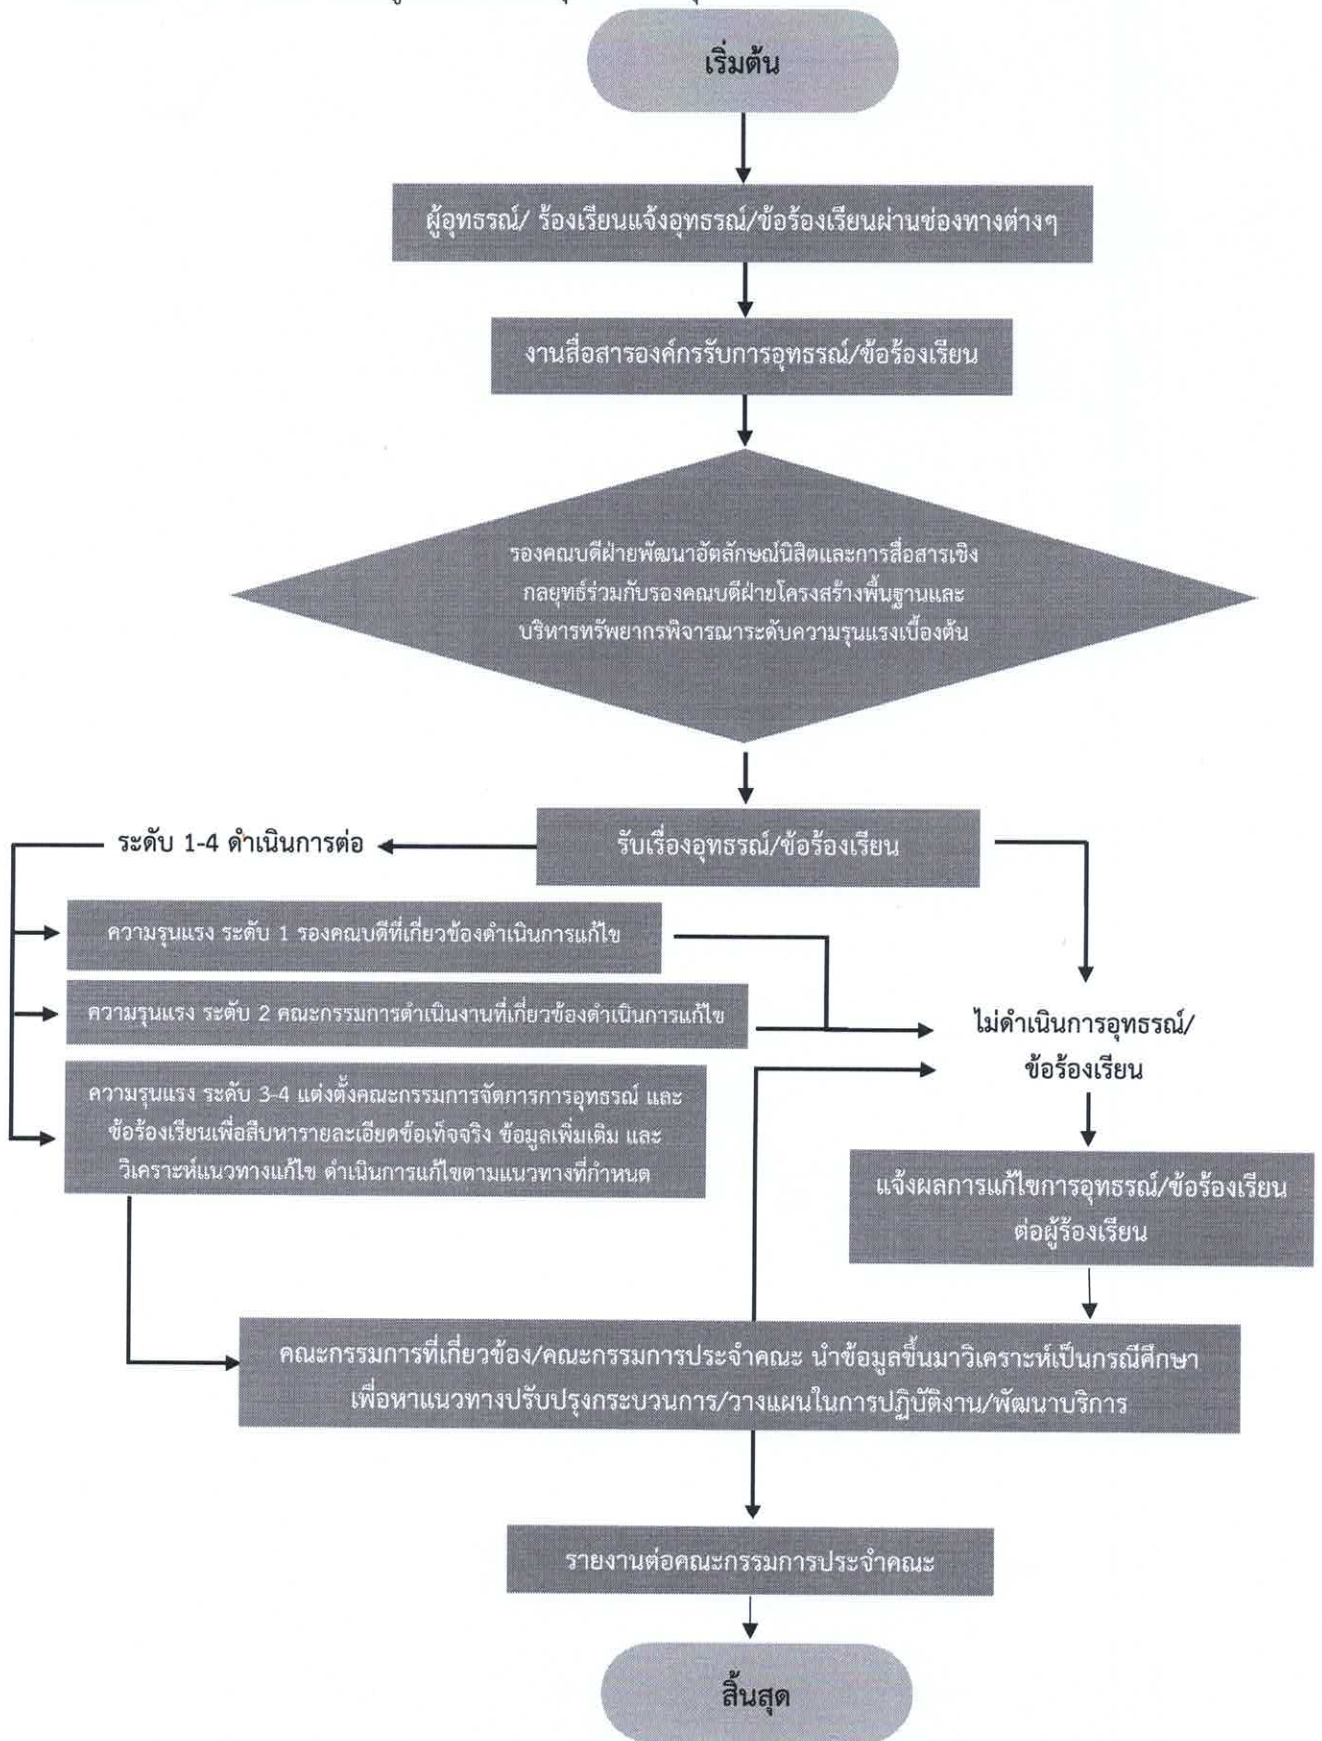 เริ่มต้น
ผู้อุทธรณ์/ ร้องเรียนแจ้งอุทธรณ์/ข้อร้องเรียนผ่านช่องทางต่างๆ
งานสื่อสารองค์กรรับการอุทธรณ์/ข้อร้องเรียน
รองคณบดีฝ่ายพัฒนาอัตลักษณ์นิสิตและการสื่อสารเชิง
กลยุทธ์ร่วมกับรองคณบดีฝ่ายโครงสร้างพื้นฐานและ
บริหารทรัพยากรพิจารณาระดับความรุนแรงเบื้องต้น
รับเรื่องอุทธรณ์/ข้อร้องเรียน
ระดับ 1-4 ดำเนินการต่อ
ความรุนแรง ระดับ 1 รองคณบดีที่เกี่ยวข้องดำเนินการแก้ไข
ความรุนแรง ระดับ 2 คณะกรรมการดำเนินงานที่เกี่ยวข้องดำเนินการแก้ไข
ความรุนแรง ระดับ 3-4 แต่งตั้งคณะกรรมการจัดการการอุทธรณ์ และ
ข้อร้องเรียนเพื่อสืบหารายละเอียดข้อเท็จจริง ข้อมูลเพิ่มเติม และ
วิเคราะห์แนวทางแก้ไข ดำเนินการแก้ไขตามแนวทางที่กำหนด
ไม่ดำเนินการอุทธรณ์/
ข้อร้องเรียน
แจ้งผลการแก้ไขการอุทธรณ์/ข้อร้องเรียน
ต่อผู้ร้องเรียน
คณะกรรมการที่เกี่ยวข้อง/คณะกรรมการประจำคณะ นำข้อมูลขึ้นมาวิเคราะห์เป็นกรณีศึกษา
เพื่อหาแนวทางปรับปรุงกระบวนการ/วางแผนในการปฏิบัติงาน/พัฒนาบริการ
รายงานต่อคณะกรรมการประจำคณะ
สิ้นสุด